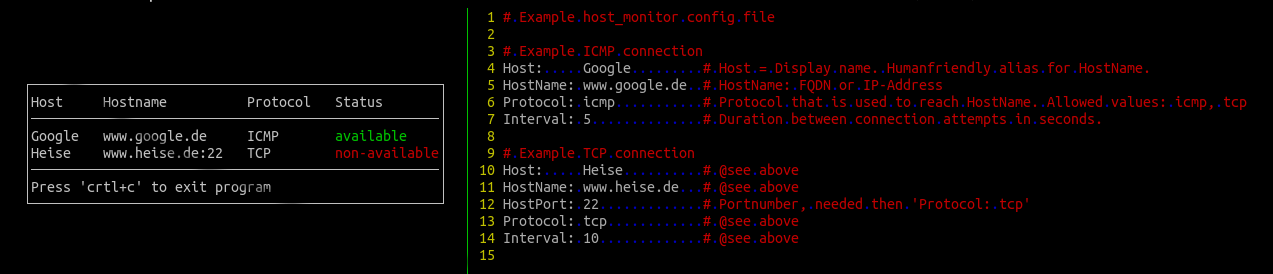 Host Hostname Protocol Status
Google www.google.de ICMP available
Heise www.heise.de:22 TCP non-available
Press 'crtl+c' to exit program
1 # Example host_monitor config file
2
3 # Example ICMP connection
4 Host: Google # Host = Display name. Humanfriendly alias for HostName.
5 HostName: www.google.de # HostName: FQDN or IP-Address
6 Protocol: icmp # Protocol that is used to reach HostName. Allowed values: icmp, tcp
7 Interval: 5 # Duration between connection attempts in seconds.
8
9 # Example TCP connection
10 Host: Heise # @see above
11 HostName: www.heise.de # @see above
12 HostPort: 22 # Portnumber, needed then 'Protocol: tcp'
13 Protocol: tcp # @see above
14 Interval: 10 # @see above
15